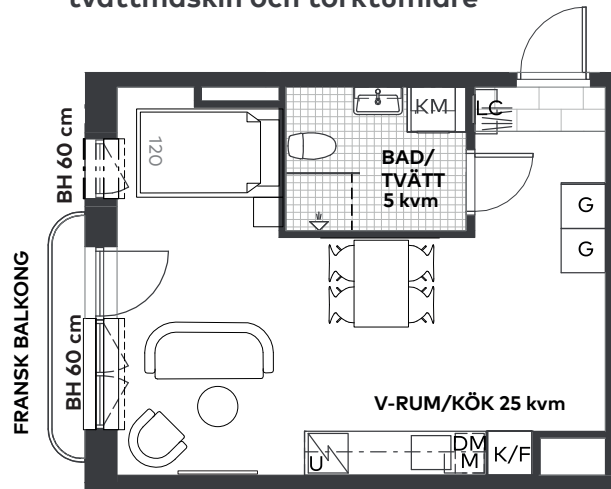 tvättmaskin och torktumlare
BH 60 cm
120
KM
LC
BAD/
TVÄTT
5 kvm
G
G
FRANSK BALKONG
BH 60 cm
V-RUM/KÖK 25 kvm
U
DM
M
K/F